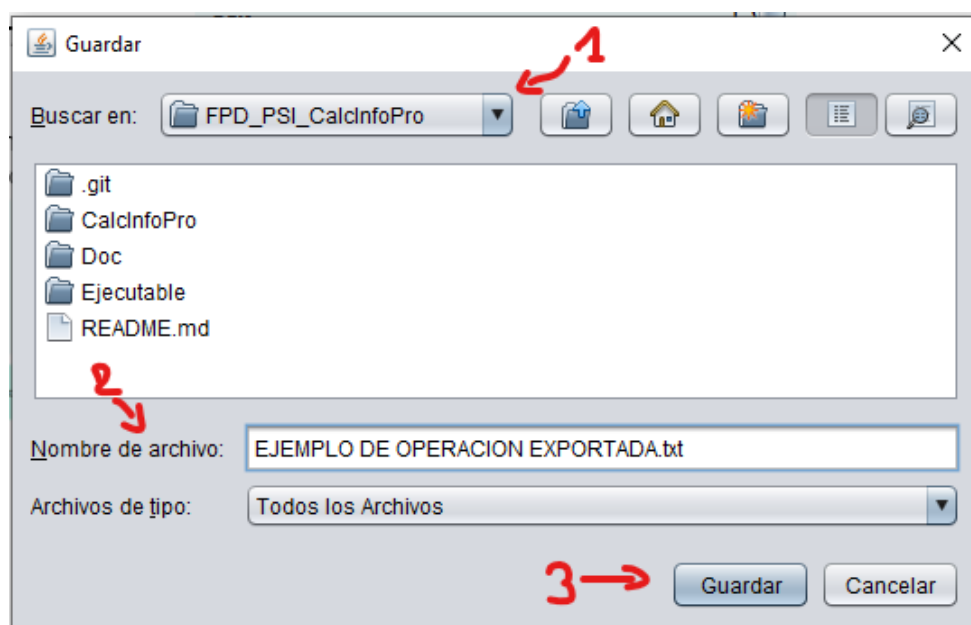 Guardar
1
Buscar en: FPD_PSI_CalcInfoPro
.git
CalcInfoPro
Doc
Ejecutable
README.md
2
Nombre de archivo: EJEMPLO DE OPERACION EXPORTADA.txt
Archivos de tipo: Todos los Archivos
3 Guardar Cancelar